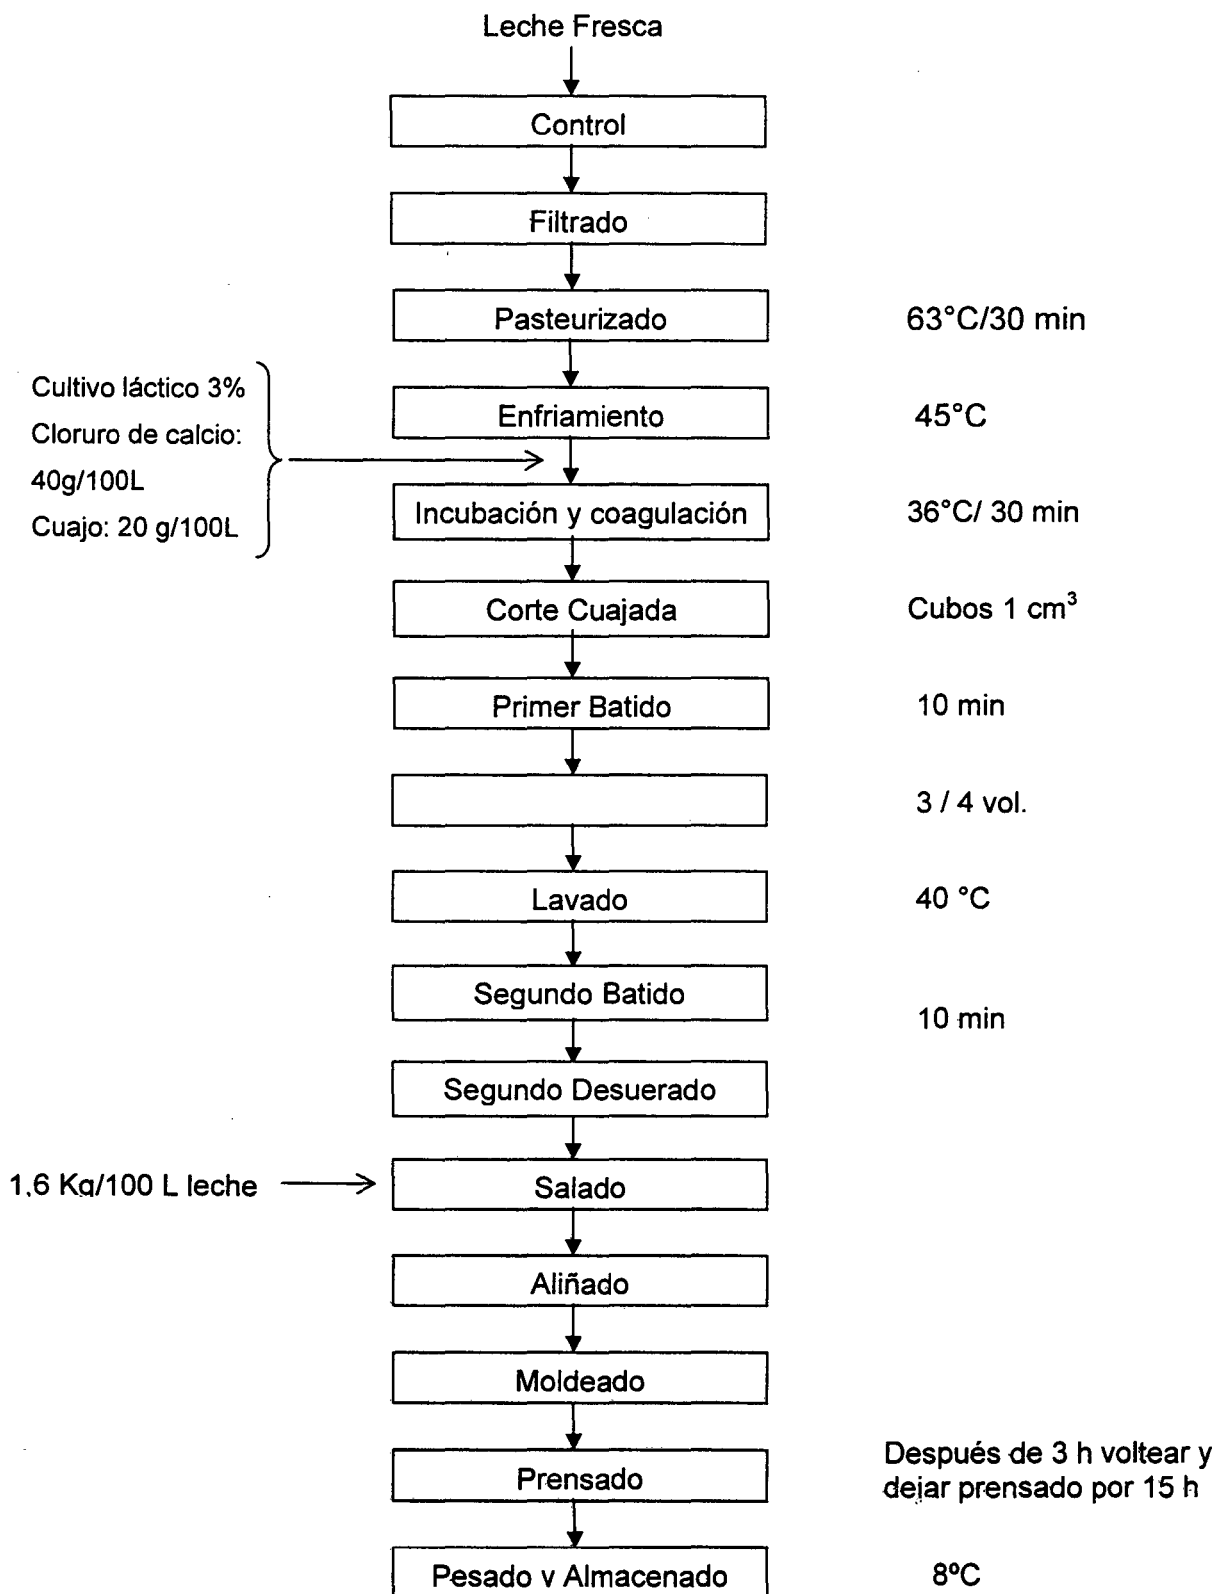 Leche Fresca
Control
Filtrado
Pasteurizado
63°C/30 min
Enfriamiento
45°C
Cultivo láctico 3%
Cloruro de calcio:
40g/100L
Cuajo: 20 g/100L
Incubación y coagulación
36°C/ 30 min
Corte Cuajada
Cubos 1 cm³
Primer Batido
10 min
3 / 4 vol.
Lavado
40 °C
Segundo Batido
10 min
Segundo Desuerado
1.6 Kg/100 L leche
Salado
Aliñado
Moldeado
Prensado
Después de 3 h voltear y
dejar prensado por 15 h
Pesado y Almacenado
8ºC